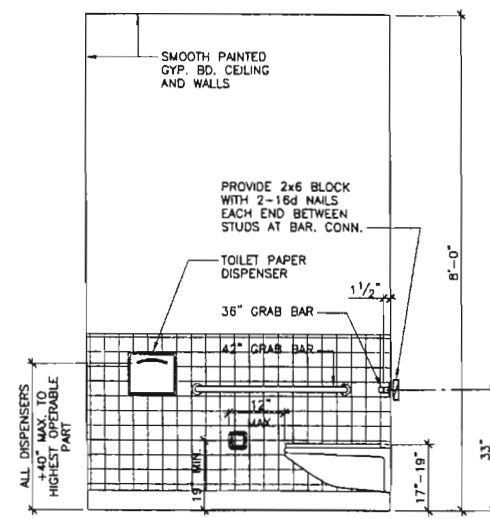 SMOOTH PAINTED
GYP. BD. CEILING
AND WALLS
PROVIDE 2x6 BLOCK
WITH 2-16d NAILS
EACH END BETWEEN
STUDS AT BAR. CONN.
TOILET PAPER
DISPENSER
1 1/2"
36" GRAB BAR
42" GRAB BAR
8'-0"
ALL DISPENSERS
+40" MAX. TO
HIGHEST OPERABLE
PART
12"
MAX.
19" MIN.
17"-19"
33"